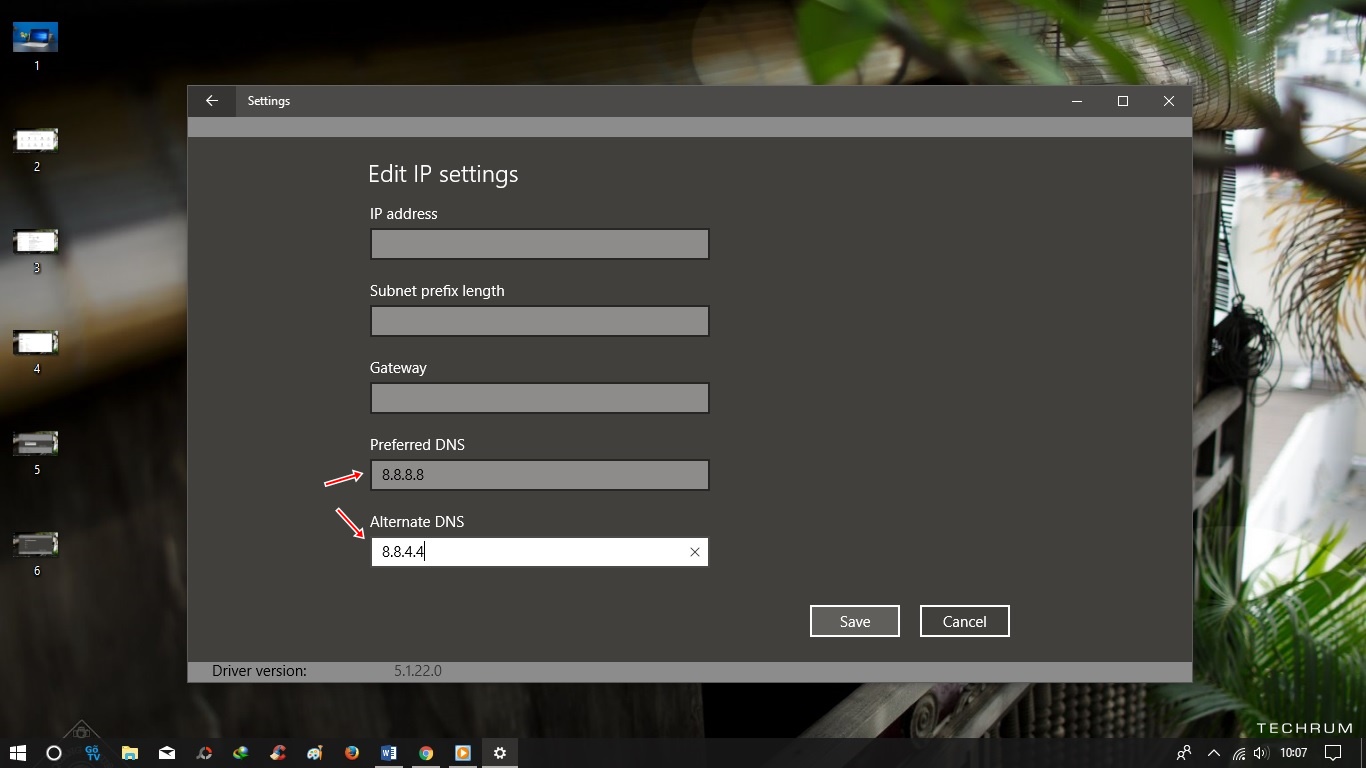 1
2
3
4
5
6
Settings
Edit IP settings
IP address
Subnet prefix length
Gateway
Preferred DNS
8.8.8.8
Alternate DNS
8.8.4.4
Save
Cancel
Driver version: 5.1.22.0
TECHRUM
Gõ
TV
10:07